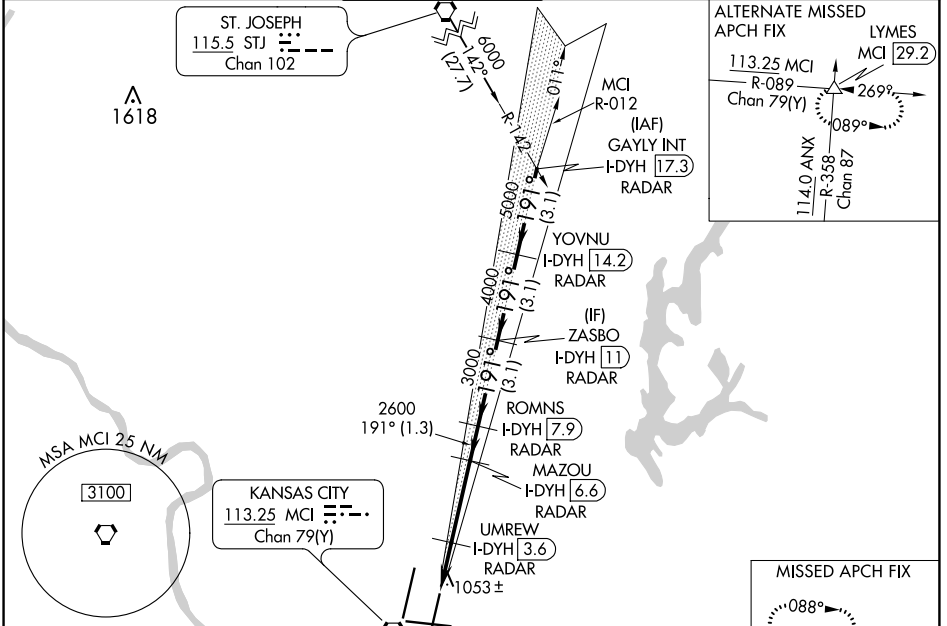 ST. JOSEPH
115.5 STJ
Chan 102
1618
6000
142°
(27.7)
R-142
011°
MCI
R-012
(IAF)
GAYLY INT
I-DYH 17.3
RADAR
5000
191°
(3.1)
YOVNU
I-DYH 14.2
RADAR
4000
191°
(3.1)
(IF)
ZASBO
I-DYH 11
RADAR
3000
191°
(3.1)
2600
191° (1.3)
ROMNS
I-DYH 7.9
RADAR
MAZOU
I-DYH 6.6
RADAR
UMREW
I-DYH 3.6
RADAR
1053 ±
MSA MCI 25 NM
3100
KANSAS CITY
113.25 MCI
Chan 79(Y)
ALTERNATE MISSED
APCH FIX
LYMES
MCI 29.2
113.25 MCI
R-089
Chan 79(Y)
269°
089°
114.0 ANX
R-358
Chan 87
MISSED APCH FIX
088°